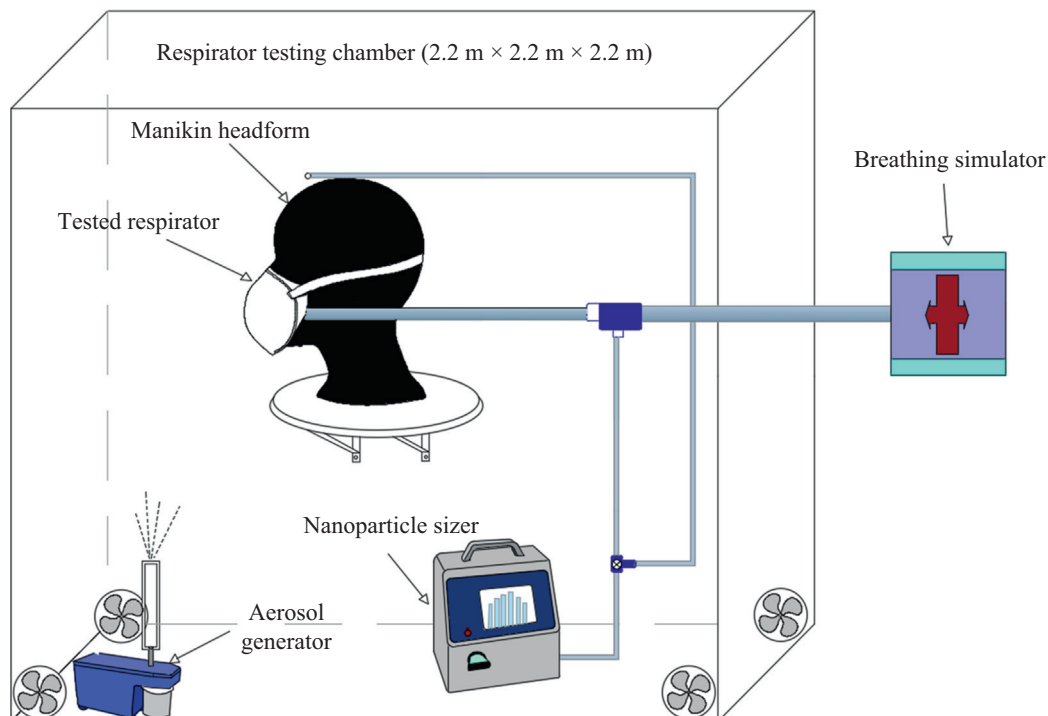 Respirator testing chamber (2.2 m × 2.2 m × 2.2 m)
Manikin headform
Breathing simulator
Tested respirator
Nanoparticle sizer
Aerosol
generator